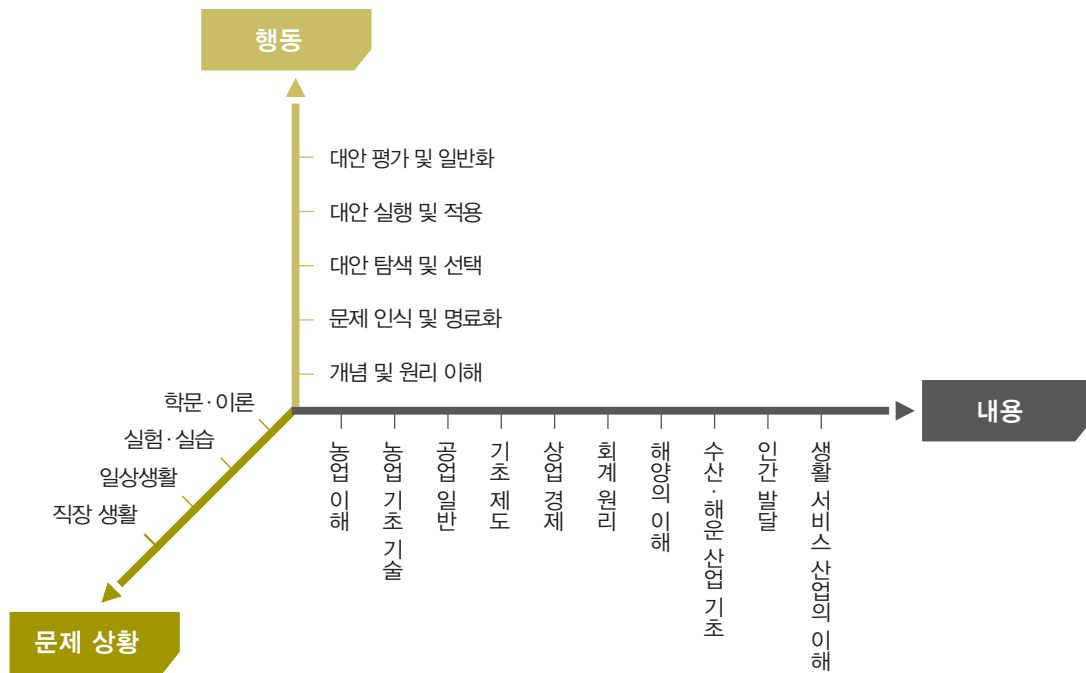 행동
대안 평가 및 일반화
대안 실행 및 적용
대안 탐색 및 선택
문제 인식 및 명료화
개념 및 원리 이해
학문·이론
실험·실습
일상생활
직장 생활
문제 상황
내용
농업 이해
농업 기초 기술
공업 일반
기초 제도
상업 경제
회계 원리
해양의 이해
수산·해운 산업 기초
인간 발달
생활 서비스 산업의 이해